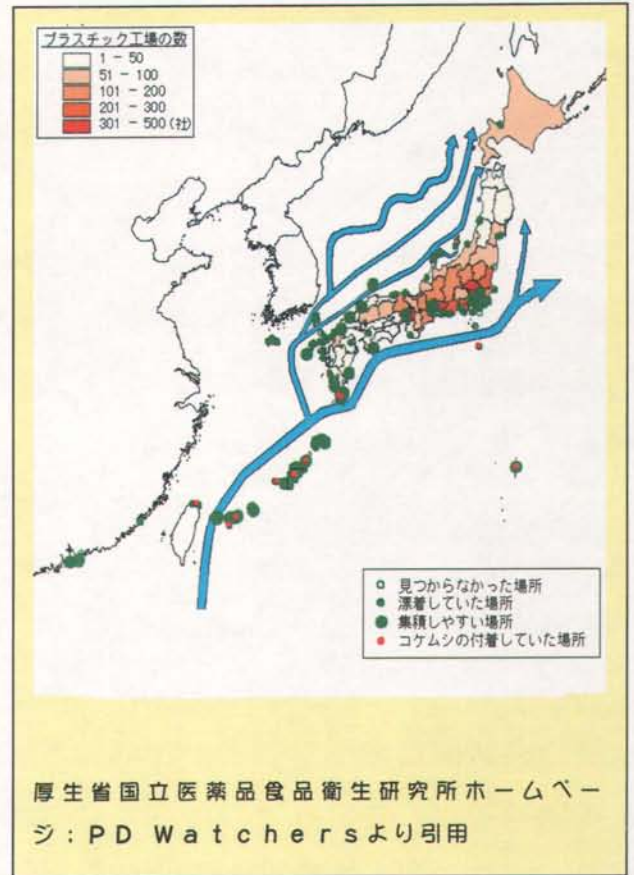 プラスチック工場の数
1 - 50
51 - 100
101 - 200
201 - 300
301 - 500 (社)
見つからなかった場所
漂着していた場所
集積しやすい場所
コケムシの付着していた場所
厚生省国立医薬品食品衛生研究所ホームペー
ジ:PD Watchersより引用